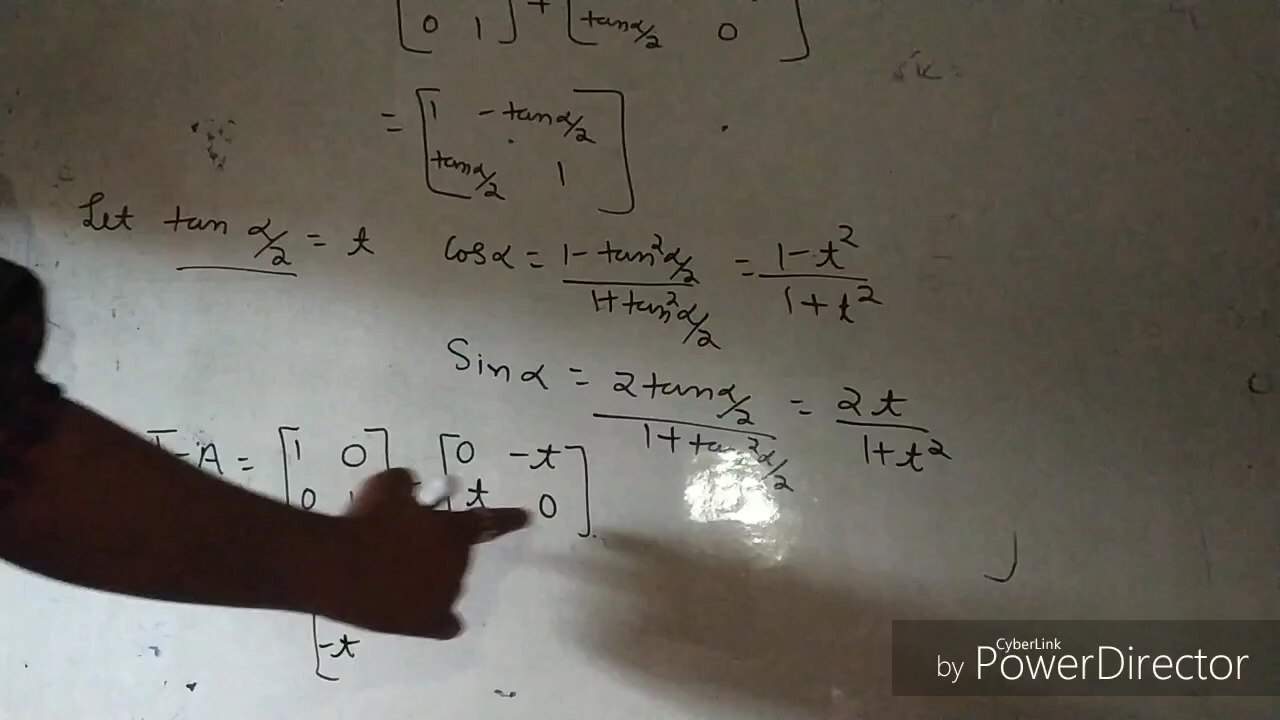 [0 1] + [tanα/2 0]
= [1 -tanα/2
tanα/2 1]
Let tan α/2 = t cosα = 1-tan²α/2 / 1+tan²α/2 = 1-t² / 1+t²
Sinα = 2tanα/2 / 1+tan²α/2 = 2t / 1+t²
I-A = [1 0] [0 -t]
[0 [t 0]
-t
CyberLink
by PowerDirector